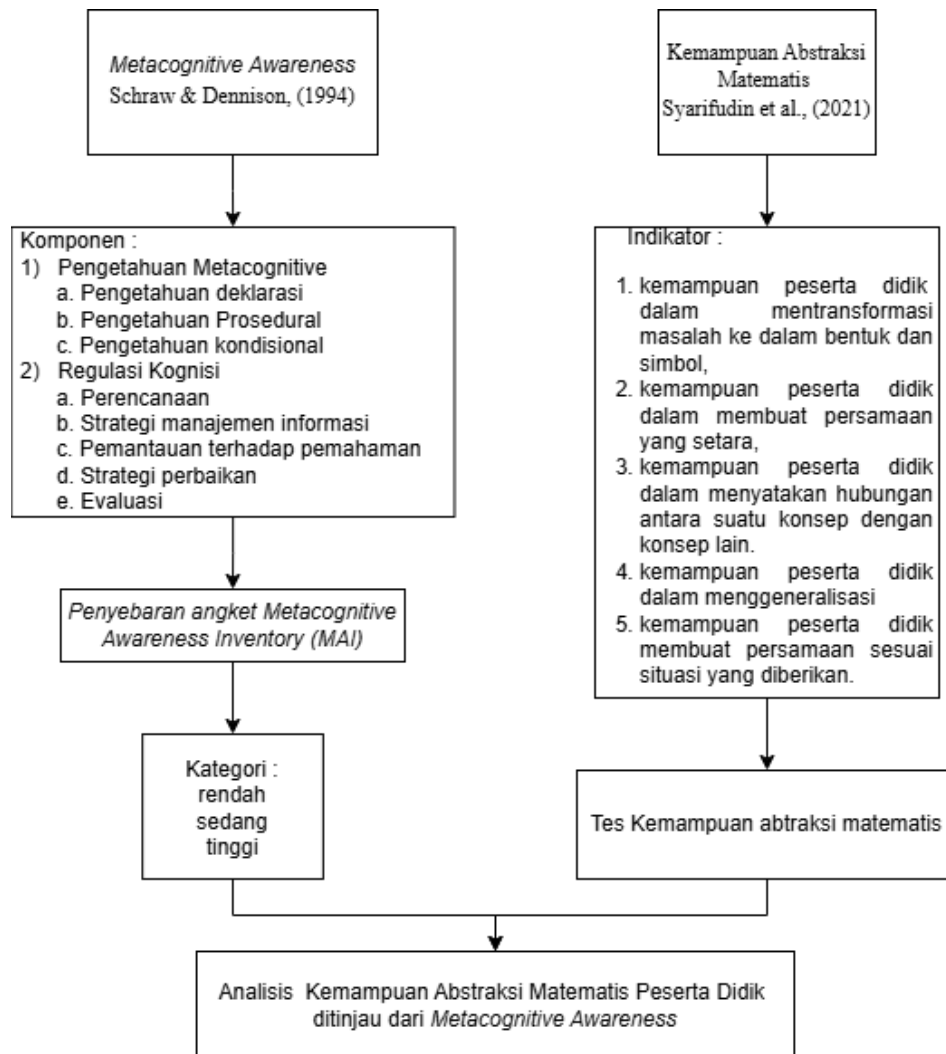 Metacognitive Awareness
Schraw & Dennison, (1994)
Komponen :
1) Pengetahuan Metacognitive
a. Pengetahuan deklarasi
b. Pengetahuan Prosedural
c. Pengetahuan kondisional
2) Regulasi Kognisi
a. Perencanaan
b. Strategi manajemen informasi
c. Pemantauan terhadap pemahaman
d. Strategi perbaikan
e. Evaluasi
Penyebaran angket Metacognitive
Awareness Inventory (MAI)
Kategori :
rendah
sedang
tinggi
Kemampuan Abstraksi
Matematis
Syarifudin et al., (2021)
Indikator :
1. kemampuan peserta didik
dalam mentransformasi
masalah ke dalam bentuk dan
simbol,
2. kemampuan peserta didik
dalam membuat persamaan
yang setara,
3. kemampuan peserta didik
dalam menyatakan hubungan
antara suatu konsep dengan
konsep lain.
4. kemampuan peserta didik
dalam menggeneralisasi
5. kemampuan peserta didik
membuat persamaan sesuai
situasi yang diberikan.
Tes Kemampuan abtraksi matematis
Analisis Kemampuan Abstraksi Matematis Peserta Didik
ditinjau dari Metacognitive Awareness